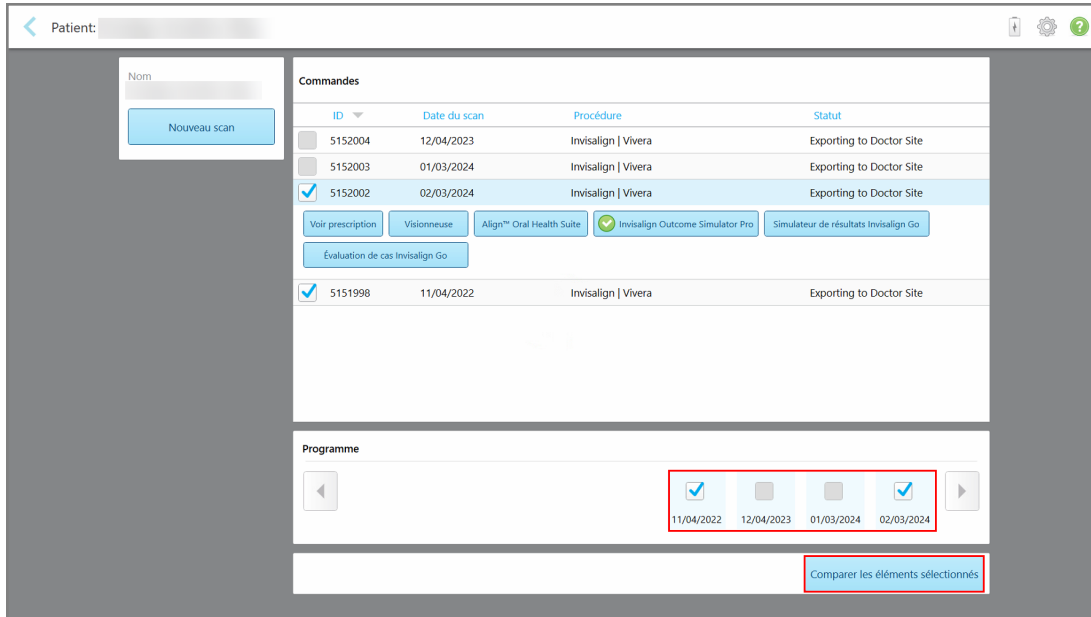 Patient:
Nom
Nouveau scan
Commandes
ID Date du scan Procédure Statut
5152004 12/04/2023 Invisalign | Vivera Exporting to Doctor Site
5152003 01/03/2024 Invisalign | Vivera Exporting to Doctor Site
5152002 02/03/2024 Invisalign | Vivera Exporting to Doctor Site
Voir prescription Visionneuse Align™ Oral Health Suite Invisalign Outcome Simulator Pro Simulateur de résultats Invisalign Go
Évaluation de cas Invisalign Go
5151998 11/04/2022 Invisalign | Vivera Exporting to Doctor Site
Programme
11/04/2022 12/04/2023 01/03/2024 02/03/2024
Comparer les éléments sélectionnés